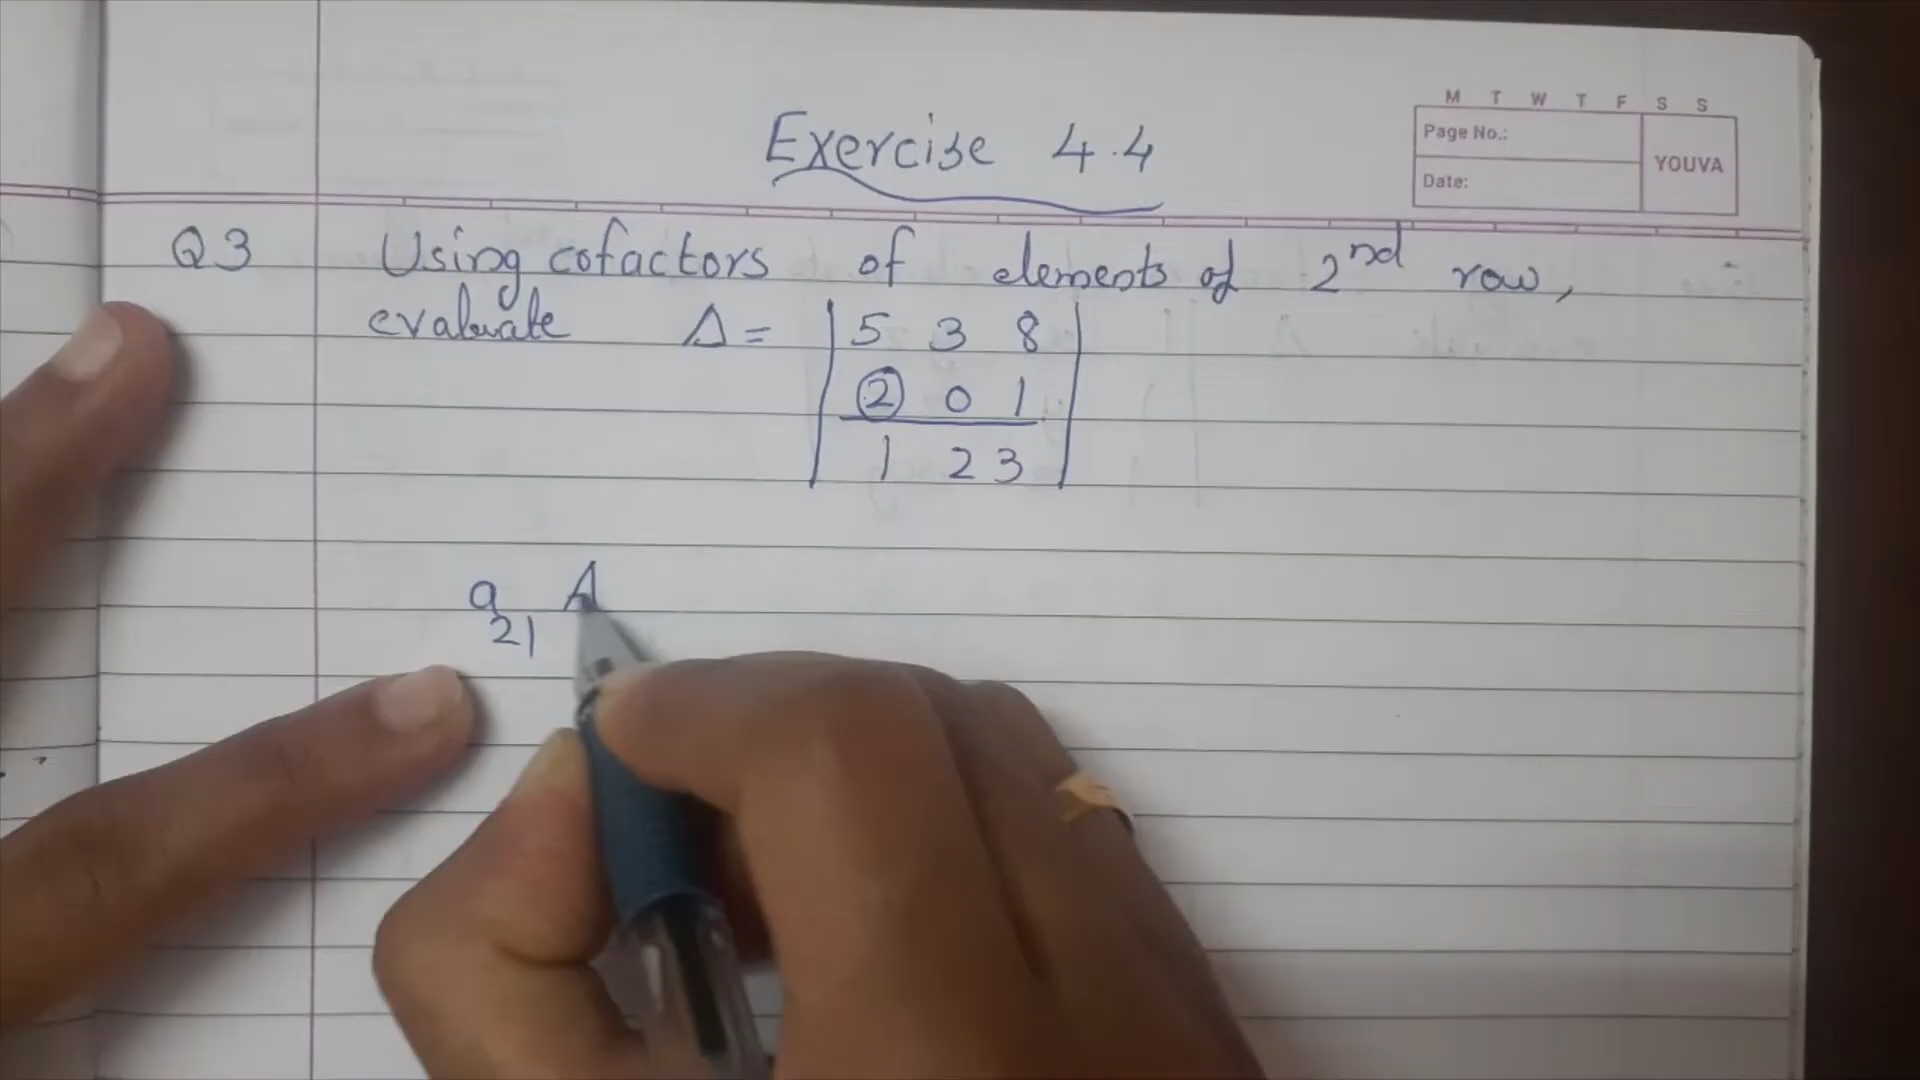 M T W T F S S
Page No.:
YOUVA
Date:
Exercise 4.4
Q3 Using cofactors of elements of 2nd row,
evaluate Δ = | 5 3 8 |
| 2 0 1 |
| 1 2 3 |
a21 A